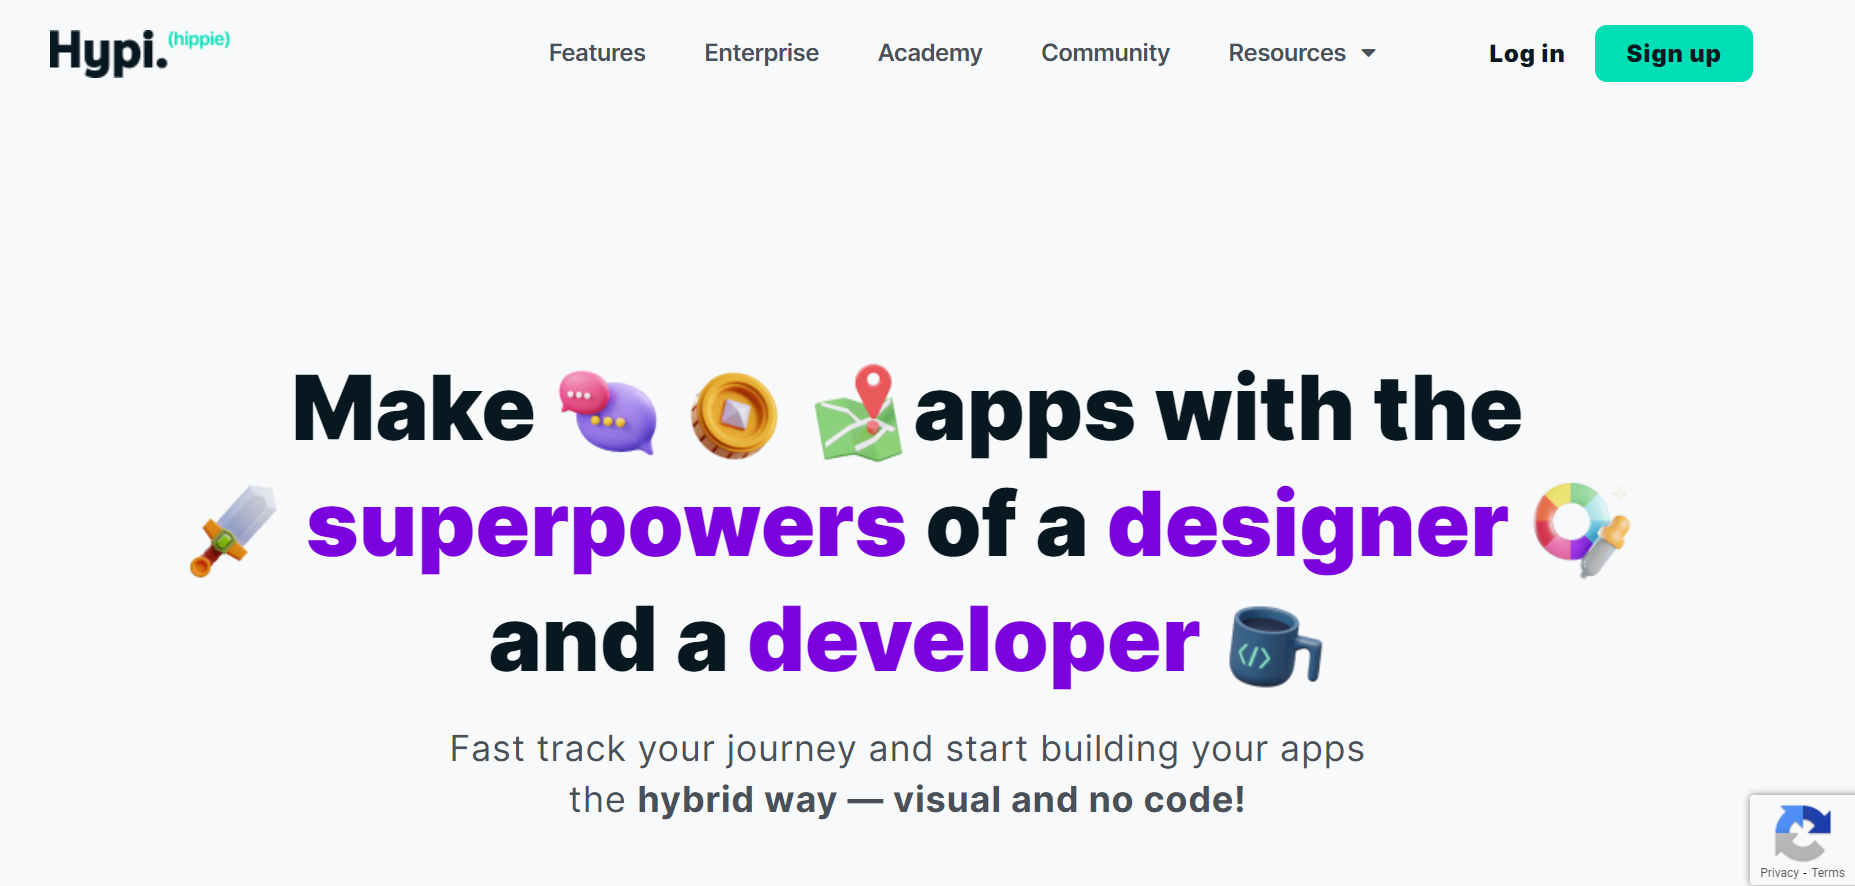 Hypi. (hippie)
Features Enterprise Academy Community Resources Log in Sign up
Make apps with the
superpowers of a designer
and a developer </>
Fast track your journey and start building your apps
the hybrid way — visual and no code!
Privacy - Terms